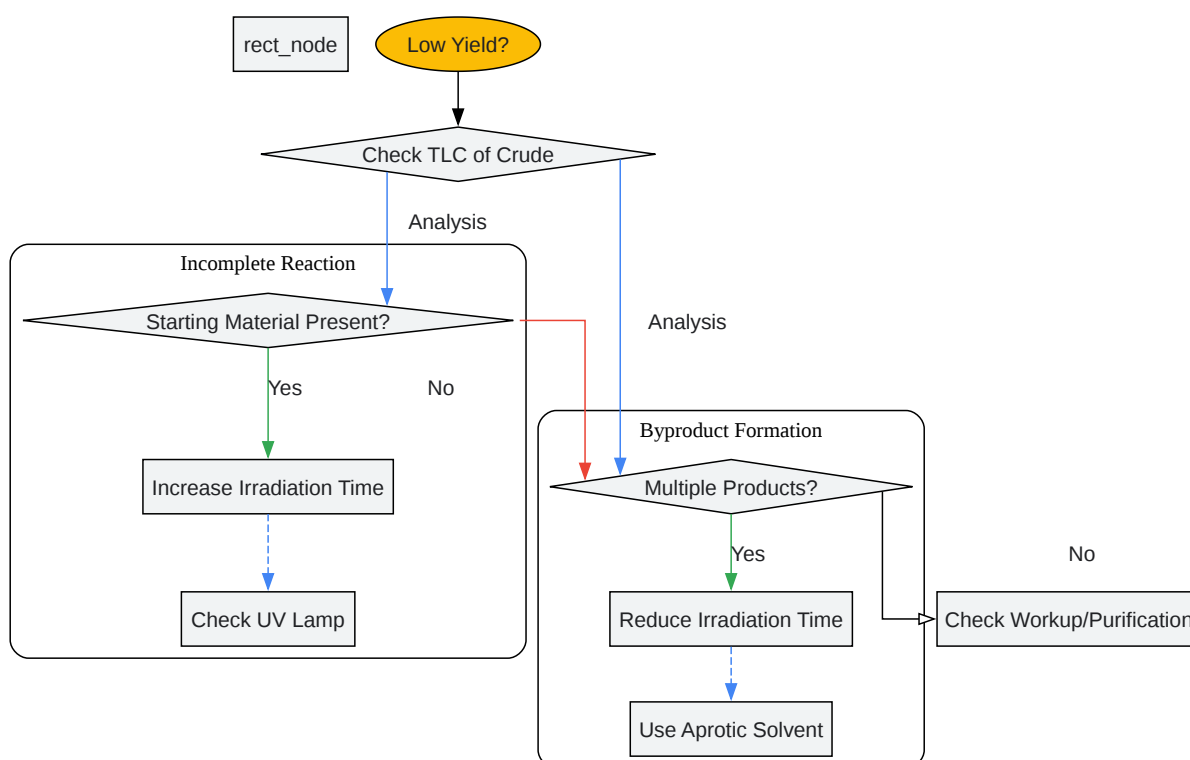 rect_node
Low Yield?
Check TLC of Crude
Analysis
Incomplete Reaction
Starting Material Present?
Analysis
Yes
No
Byproduct Formation
Increase Irradiation Time
Multiple Products?
Yes
No
Check UV Lamp
Reduce Irradiation Time
Check Workup/Purification
Use Aprotic Solvent